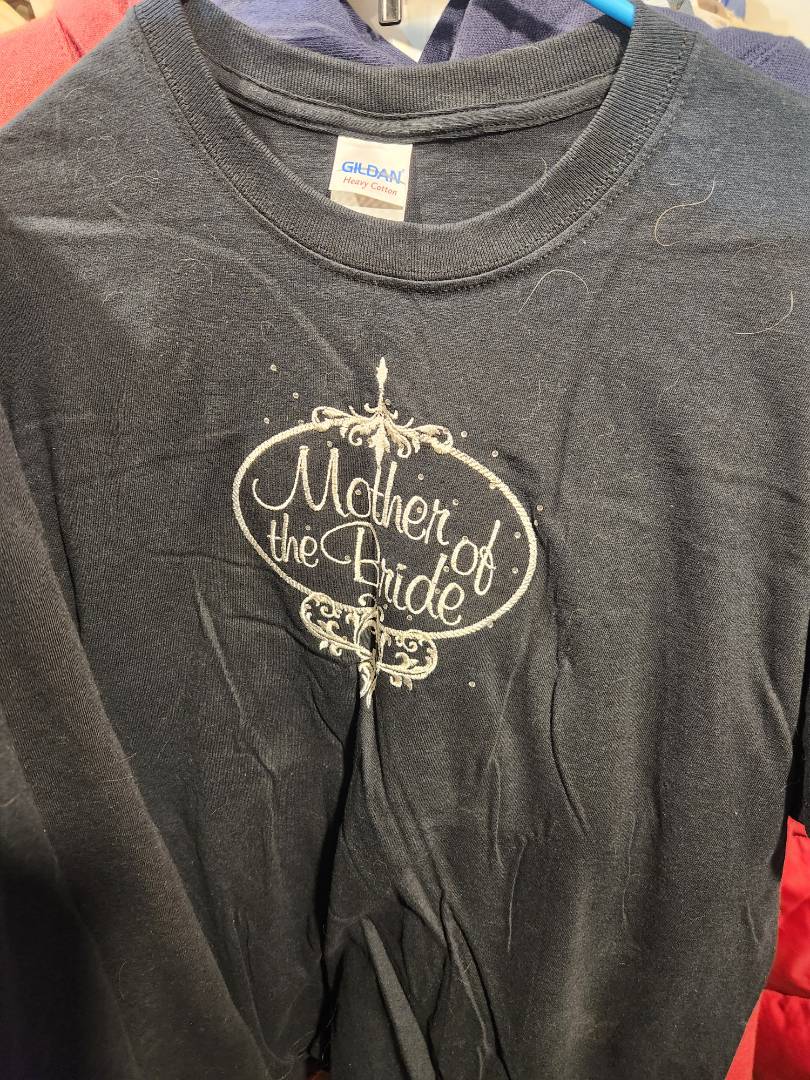 GILDAN
Heavy Cotton
Mother of
the Bride